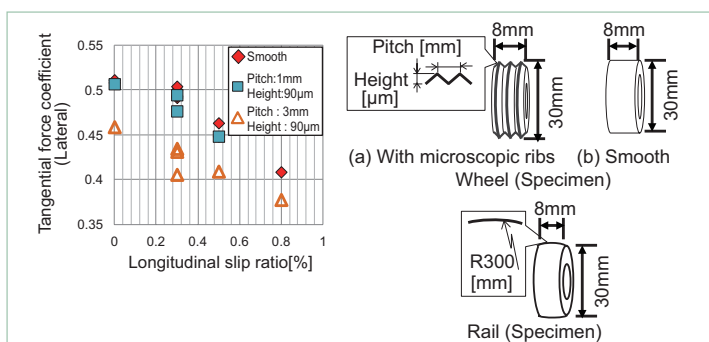 0.55
0.5
0.45
0.4
0.35
0
0.2
0.4
0.6
0.8
1
Tangential force coefficient
(Lateral)
Longitudinal slip ratio[%]
Smooth
Pitch:1mm
Height:90μm
Pitch : 3mm
Height : 90μm
Pitch [mm]
Height
[μm]
8mm
30mm
8mm
30mm
(a) With microscopic ribs
(b) Smooth
Wheel (Specimen)
8mm
R300
[mm]
30mm
Rail (Specimen)